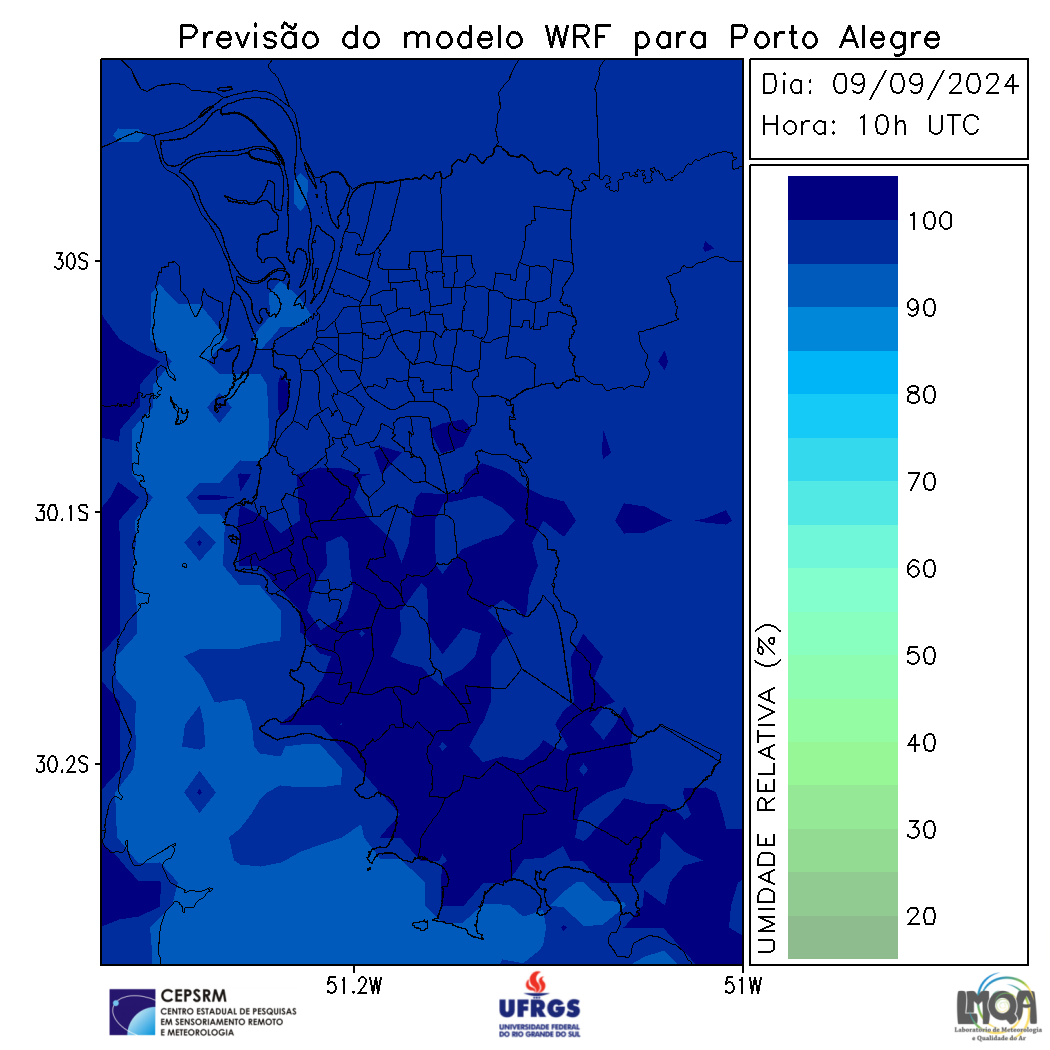 Previsão do modelo WRF para Porto Alegre
Dia: 09/09/2024
Hora: 10h UTC
100
90
80
70
60
50
40
30
20
UMIDADE RELATIVA (%)
30S
30.1S
30.2S
51.2W
51W
CEPSRM
CENTRO ESTADUAL DE PESQUISAS
EM SENSORIAMENTO REMOTO
E METEOROLOGIA
UFRGS
UNIVERSIDADE FEDERAL
DO RIO GRANDE DO SUL
LMQA
Laboratório de Meteorologia
e Qualidade do Ar